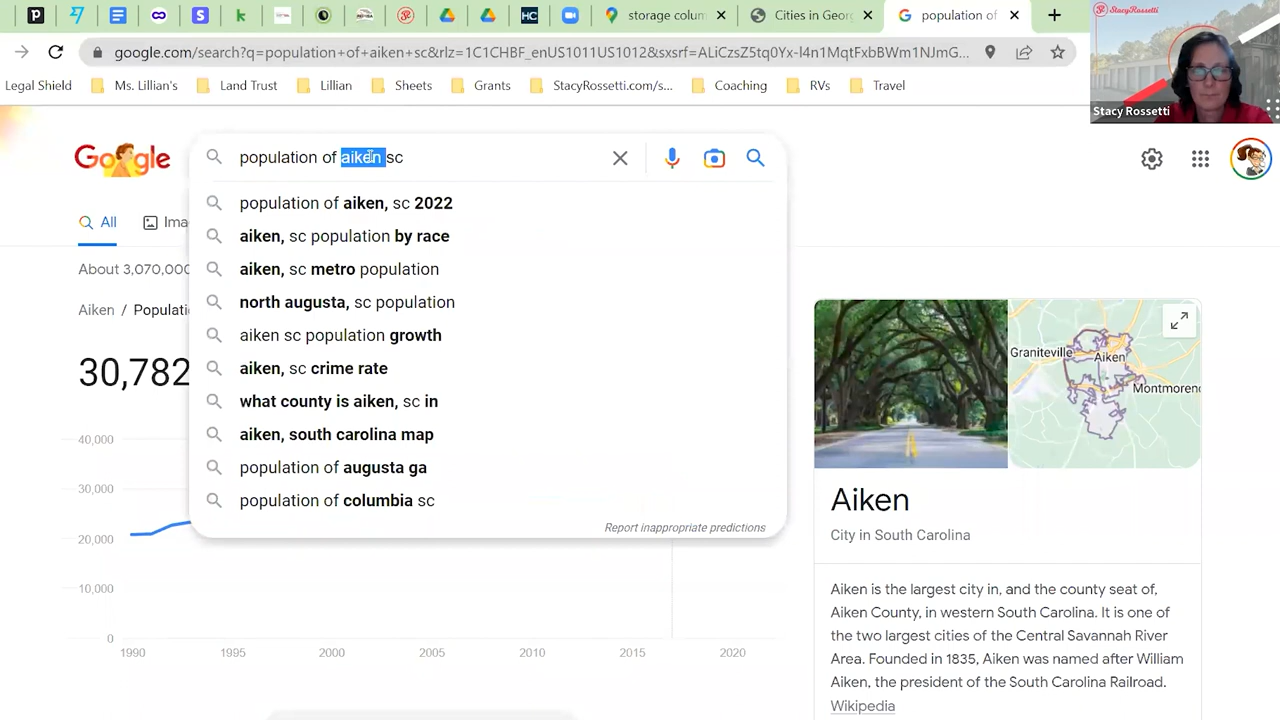 storage colum
Cities in Georg
population of
google.com/search?q=population+of+aiken+sc&rlz=1C1CHBF_enUS1011US1012&sxsrf=ALiCzsZ5tq0Yx-l4n1MqtFxbBWm1NJmG...
StacyRossetti
Stacy Rossetti
Legal Shield
Ms. Lillian's
Land Trust
Lillian
Sheets
Grants
StacyRossetti.com/s...
Coaching
RVs
Travel
Google
population of aiken sc
All
Ima
population of aiken, sc 2022
aiken, sc population by race
aiken, sc metro population
north augusta, sc population
aiken sc population growth
aiken, sc crime rate
what county is aiken, sc in
aiken, south carolina map
population of augusta ga
population of columbia sc
Report inappropriate predictions
About 3,070,000
Aiken / Populati
30,782
40,000
30,000
20,000
10,000
0
1990
1995
2000
2005
2010
2015
2020
Graniteville
Aiken
Montmorenc
Aiken
City in South Carolina
Aiken is the largest city in, and the county seat of,
Aiken County, in western South Carolina. It is one of
the two largest cities of the Central Savannah River
Area. Founded in 1835, Aiken was named after William
Aiken, the president of the South Carolina Railroad.
Wikipedia